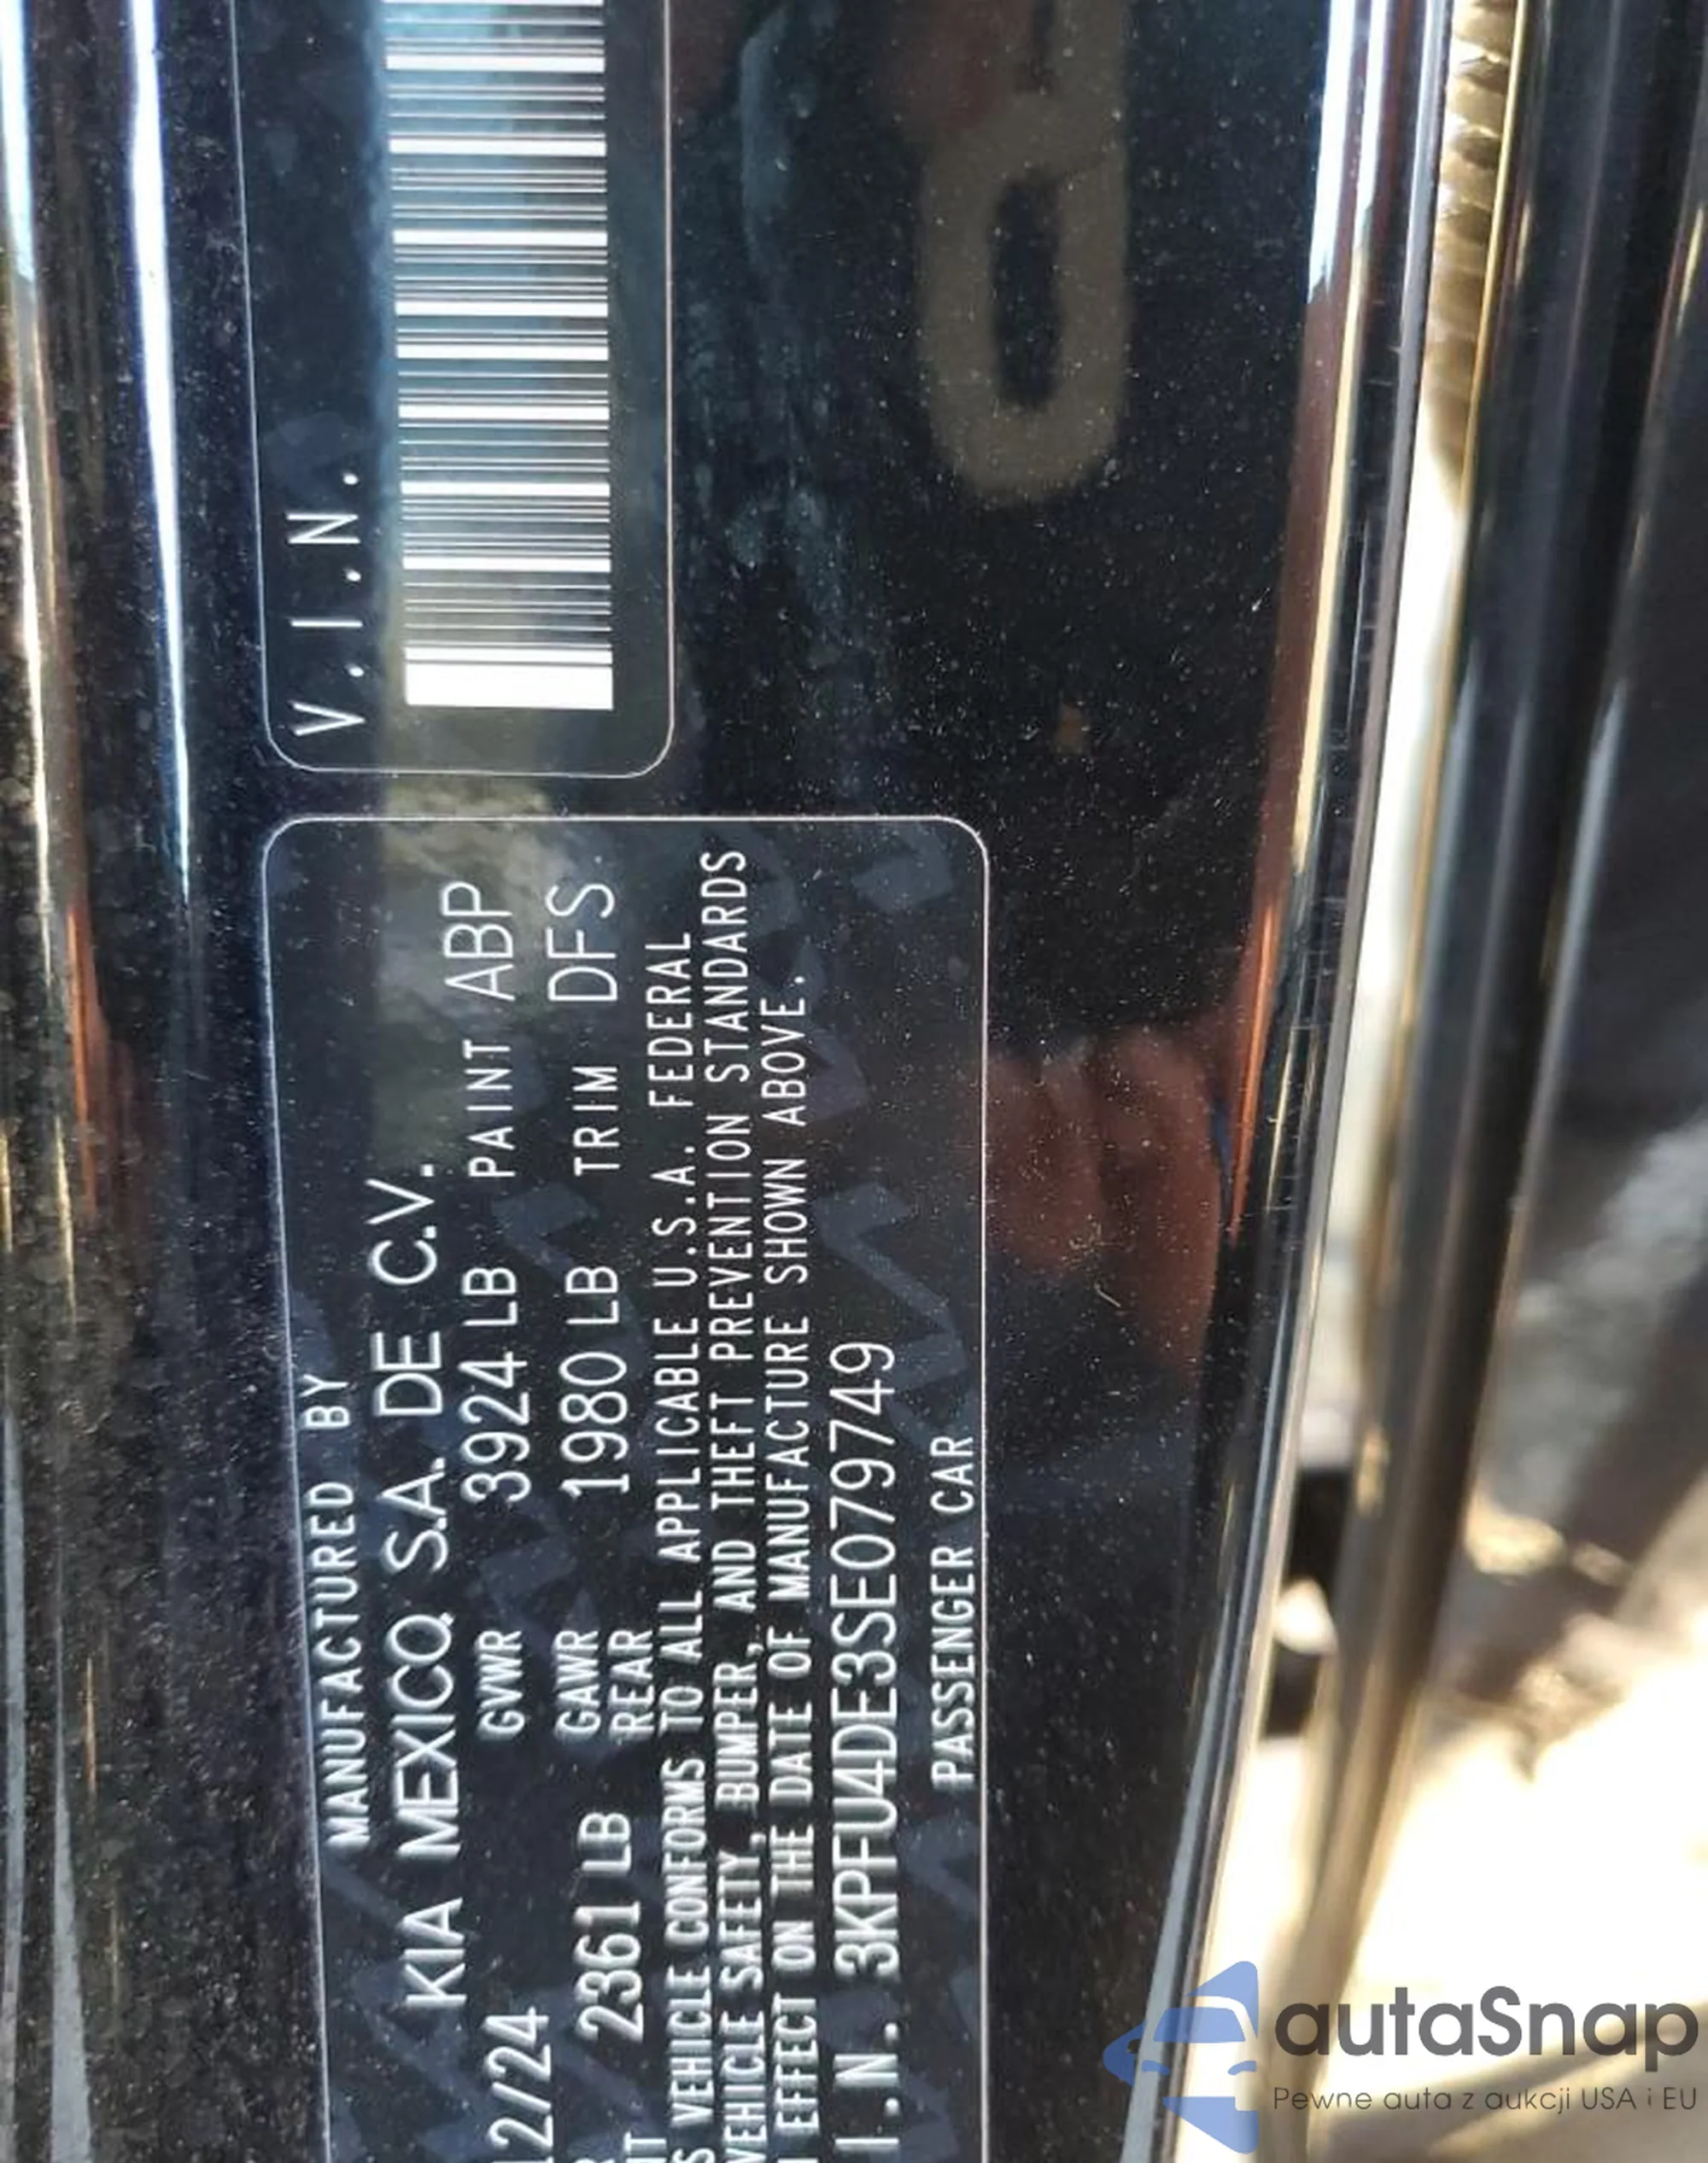 V.I.N.
MANUFACTURED BY
KIA MEXICO, S.A. DE C.V.
12/24 GVWR 3924 LB PAINT ABP
2361 LB GAWR REAR 1980 LB TRIM DFS
VEHICLE CONFORMS TO ALL APPLICABLE U.S.A. FEDERAL
VEHICLE SAFETY, BUMPER, AND THEFT PREVENTION STANDARDS
EFFECT ON THE DATE OF MANUFACTURE SHOWN ABOVE.
I.N. 3KPFU4DE3SE079749
PASSENGER CAR
autaSnap
Pewne auta z aukcji USA i EU